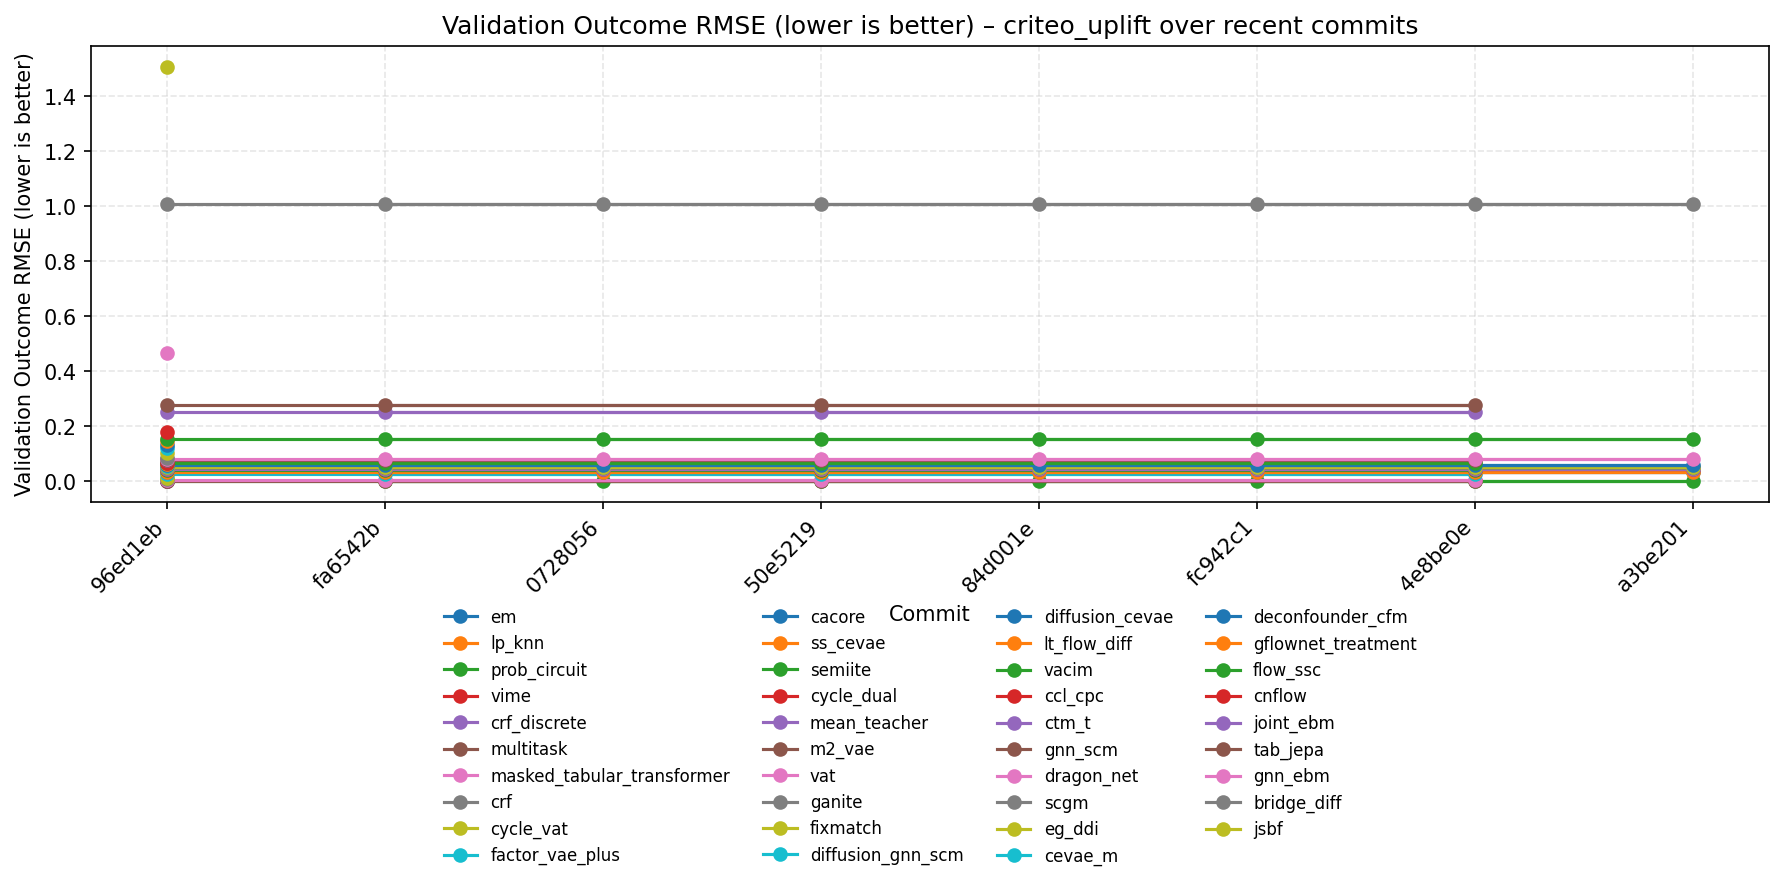 Validation Outcome RMSE (lower is better) – criteo_uplift over recent commits
Validation Outcome RMSE (lower is better)
1.4
1.2
1.0
0.8
0.6
0.4
0.2
0.0
96ed1eb
fa6542b
0728056
50e5219
84d001e
fc942c1
4e8be0e
a3be201
Commit
em
lp_knn
prob_circuit
vime
crf_discrete
multitask
masked_tabular_transformer
crf
cycle_vat
factor_vae_plus
cacore
ss_cevae
semiite
cycle_dual
mean_teacher
m2_vae
vat
ganite
fixmatch
diffusion_gnn_scm
diffusion_cevae
lt_flow_diff
vacim
ccl_cpc
ctm_t
gnn_scm
dragon_net
scgm
eg_ddi
cevae_m
deconfounder_cfm
gflownet_treatment
flow_ssc
cnflow
joint_ebm
tab_jepa
gnn_ebm
bridge_diff
jsbf